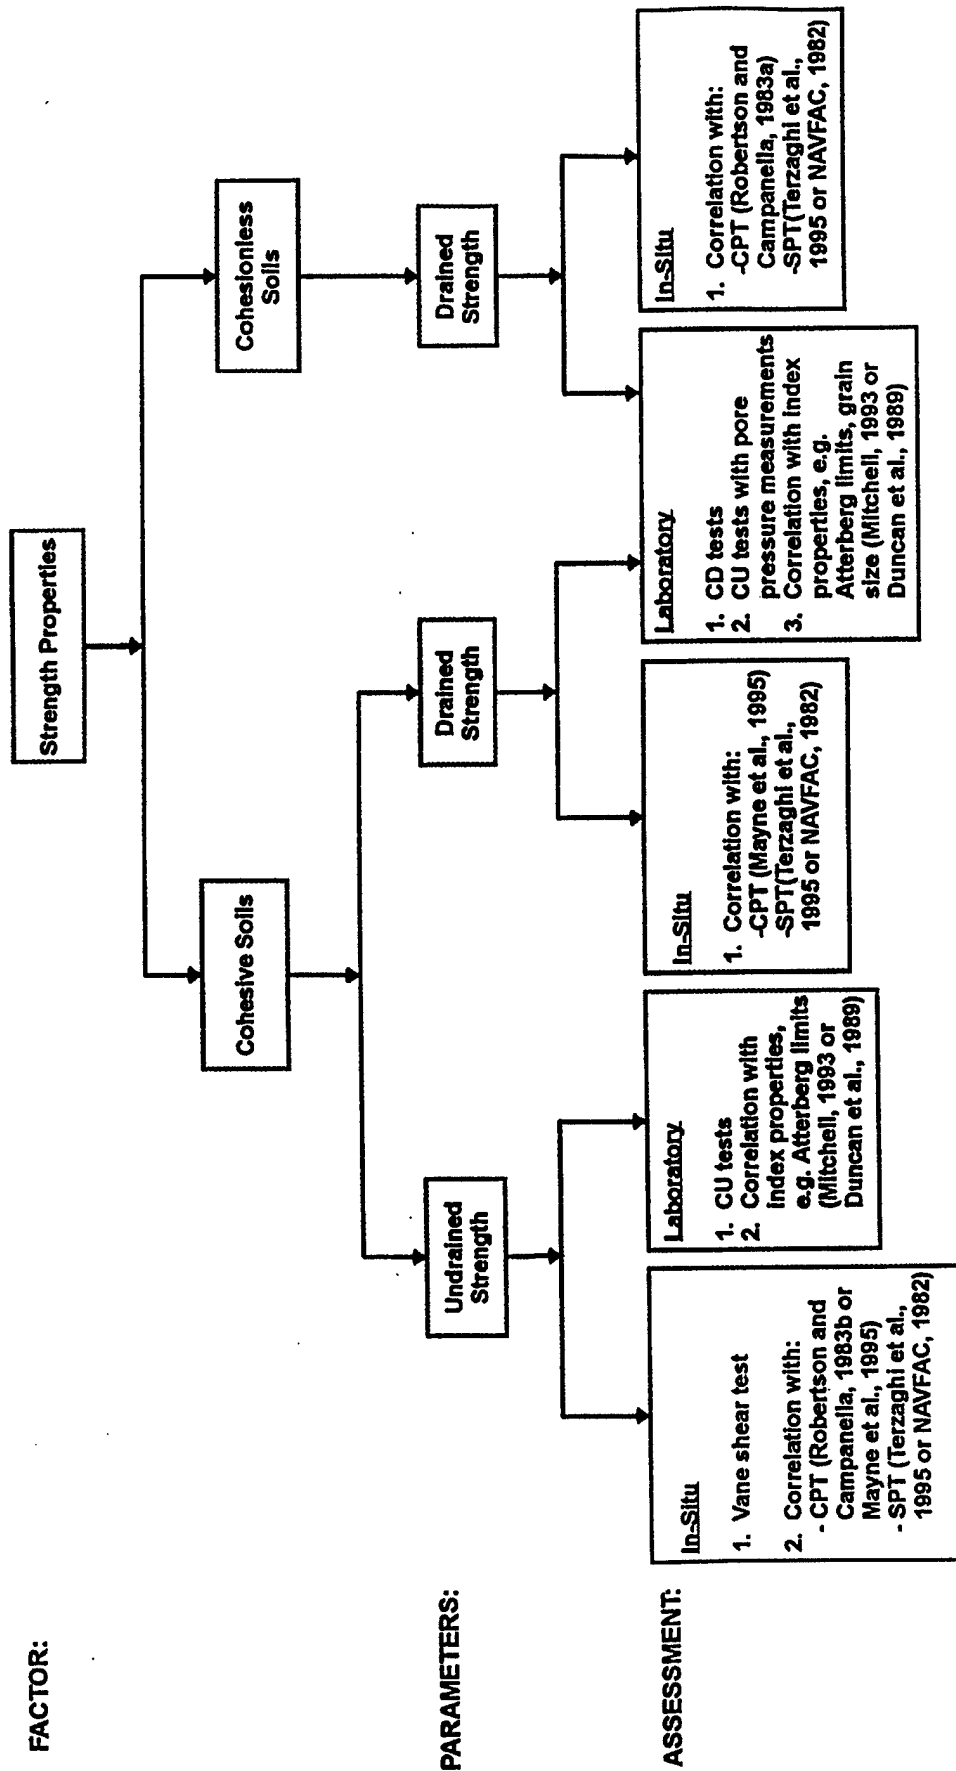 FACTOR:
Strength Properties
Cohesive Soils
Cohesionless
Soils
PARAMETERS:
Undrained
Strength
Drained
Strength
Drained
Strength
ASSESSMENT:
In-Situ
1. Vane shear test
2. Correlation with:
- CPT (Robertson and
Campanella, 1983b or
Mayne et al., 1995)
- SPT (Terzaghi et al.,
1995 or NAVFAC, 1982)
Laboratory
1. CU tests
2. Correlation with
index properties,
e.g. Atterberg limits
(Mitchell, 1993 or
Duncan et al., 1989)
In-Situ
1. Correlation with:
-CPT (Mayne et al., 1995)
-SPT(Terzaghi et al.,
1995 or NAVFAC, 1982)
Laboratory
1. CD tests
2. CU tests with pore
pressure measurements
3. Correlation with index
properties, e.g.
Atterberg limits, grain
size (Mitchell, 1993 or
Duncan et al., 1989)
In-Situ
1. Correlation with:
-CPT (Robertson and
Campanella, 1983a)
-SPT(Terzaghi et al.,
1995 or NAVFAC, 1982)